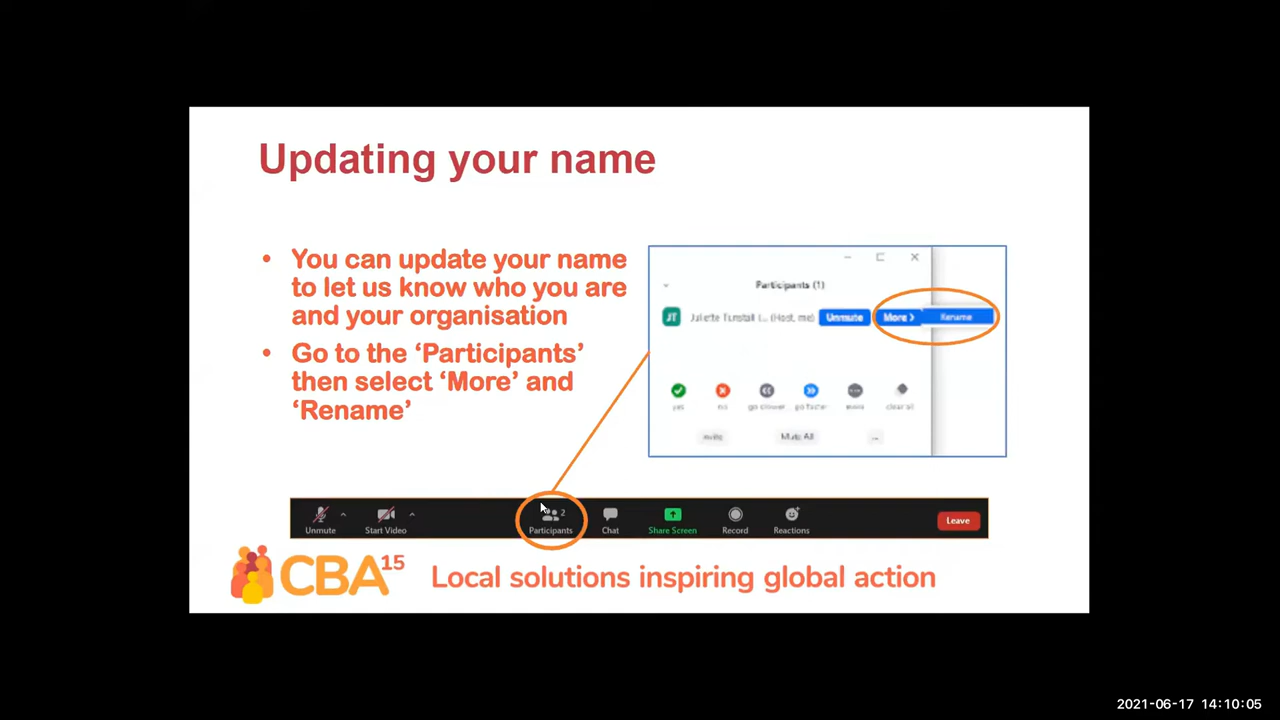 Updating your name
• You can update your name
to let us know who you are
and your organisation
• Go to the ‘Participants’
then select ‘More’ and
‘Rename’
Participants (1)
JT Juliette Tunstall (... (Host, me) Unmute More > Rename
yes no go slower go faster more clear all
Invite Mute All ...
2
Unmute Start Video Participants Chat Share Screen Record Reactions Leave
CBA15 Local solutions inspiring global action
2021-06-17 14:10:05